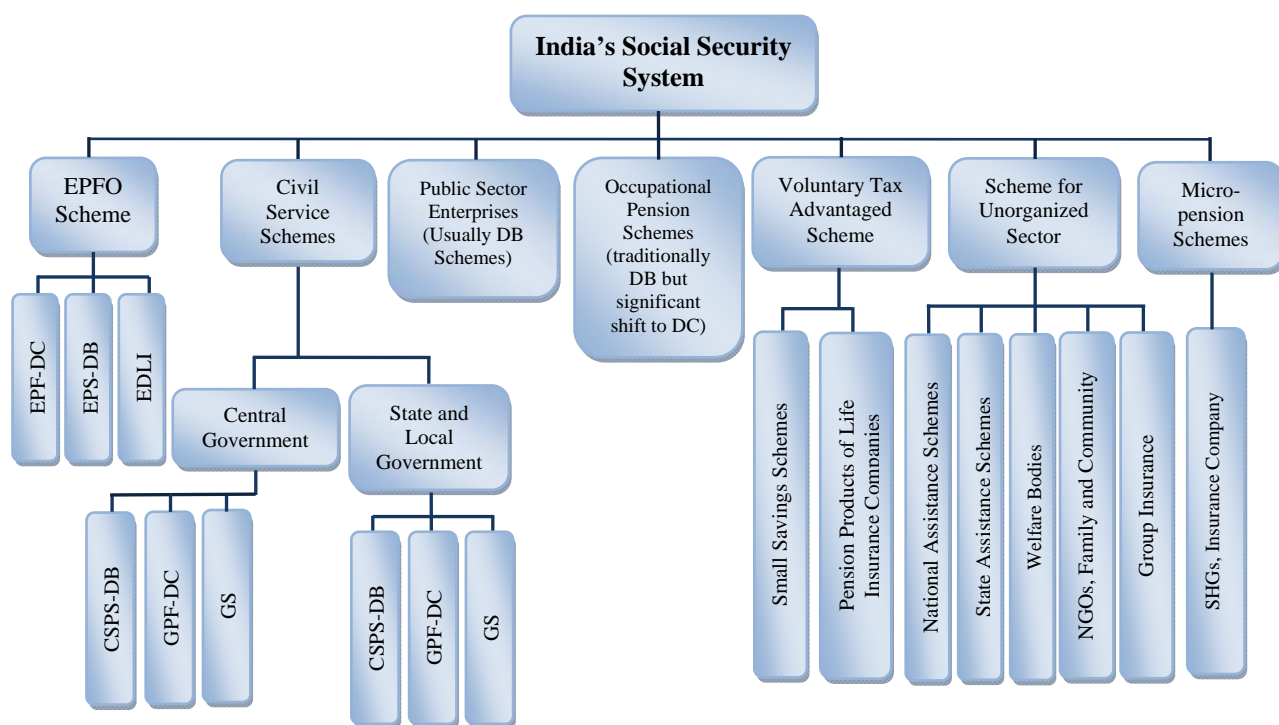 India’s Social Security
System
EPFO
Scheme
Civil
Service
Schemes
Public Sector
Enterprises
(Usually DB
Schemes)
Occupational
Pension
Schemes
(traditionally
DB but
significant
shift to DC)
Voluntary Tax
Advantaged
Scheme
Scheme for
Unorganized
Sector
Micro-
pension
Schemes
EPF-DC
EPS-DB
EDLI
Central
Government
State and
Local
Government
CSPS-DB
GPF-DC
GS
CSPS-DB
GPF-DC
GS
Small Savings Schemes
Pension Products of Life
Insurance Companies
National Assistance Schemes
State Assistance Schemes
Welfare Bodies
NGOs, Family and Community
Group Insurance
SHGs, Insurance Company